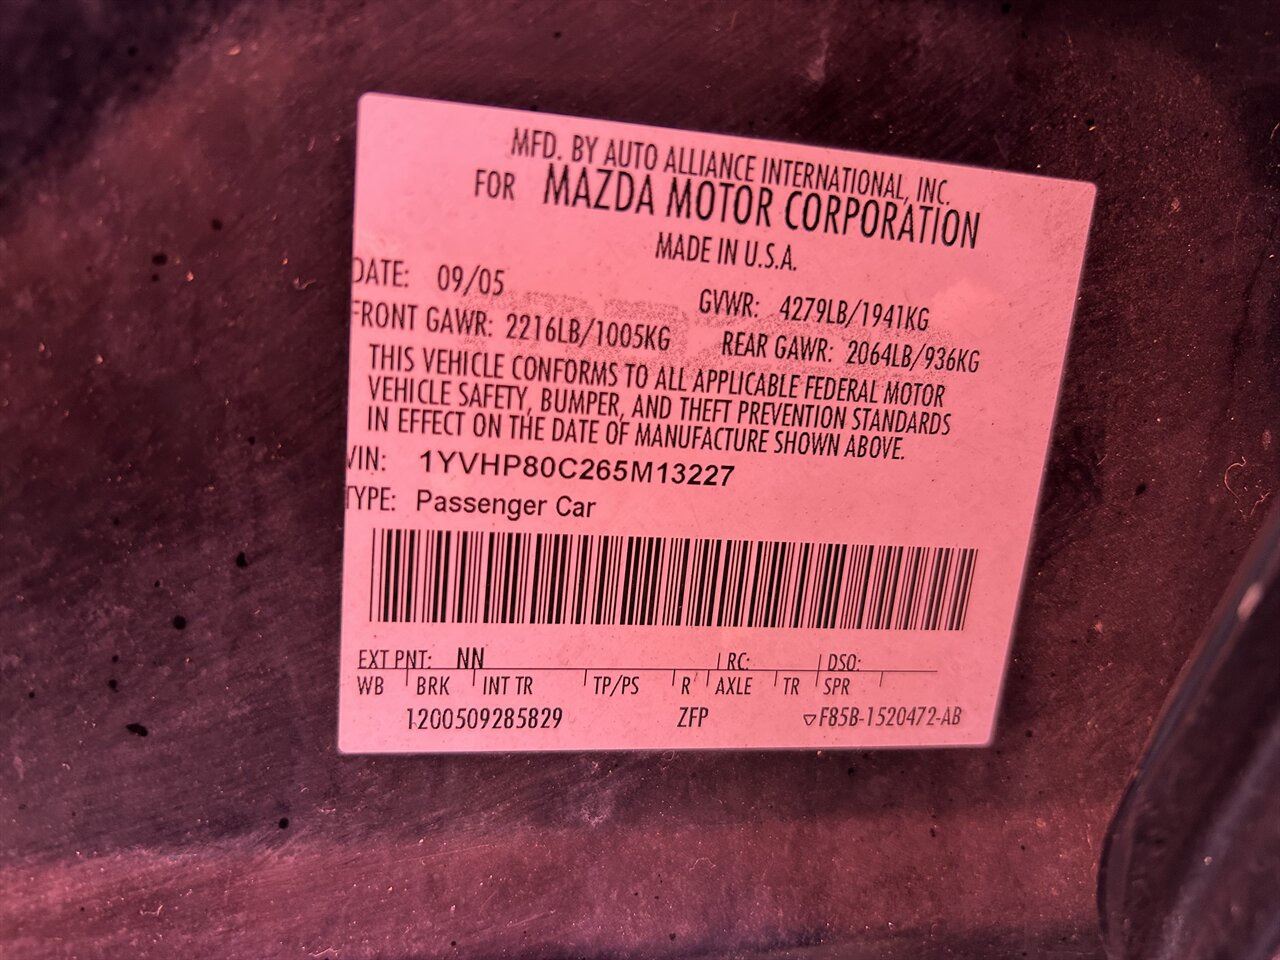 MFD. BY AUTO ALLIANCE INTERNATIONAL, INC.
FOR MAZDA MOTOR CORPORATION
MADE IN U.S.A.
DATE: 09/05 GVWR: 4279LB/1941KG
FRONT GAWR: 2216LB/1005KG REAR GAWR: 2064LB/936KG
THIS VEHICLE CONFORMS TO ALL APPLICABLE FEDERAL MOTOR
VEHICLE SAFETY, BUMPER, AND THEFT PREVENTION STANDARDS
IN EFFECT ON THE DATE OF MANUFACTURE SHOWN ABOVE.
VIN: 1YVHP80C265M13227
TYPE: Passenger Car
EXT PNT: NN RC: DSO:
WB BRK INT TR TP/PS R AXLE TR SPR
1200509285829 ZFP ▽F85B-1520472-AB